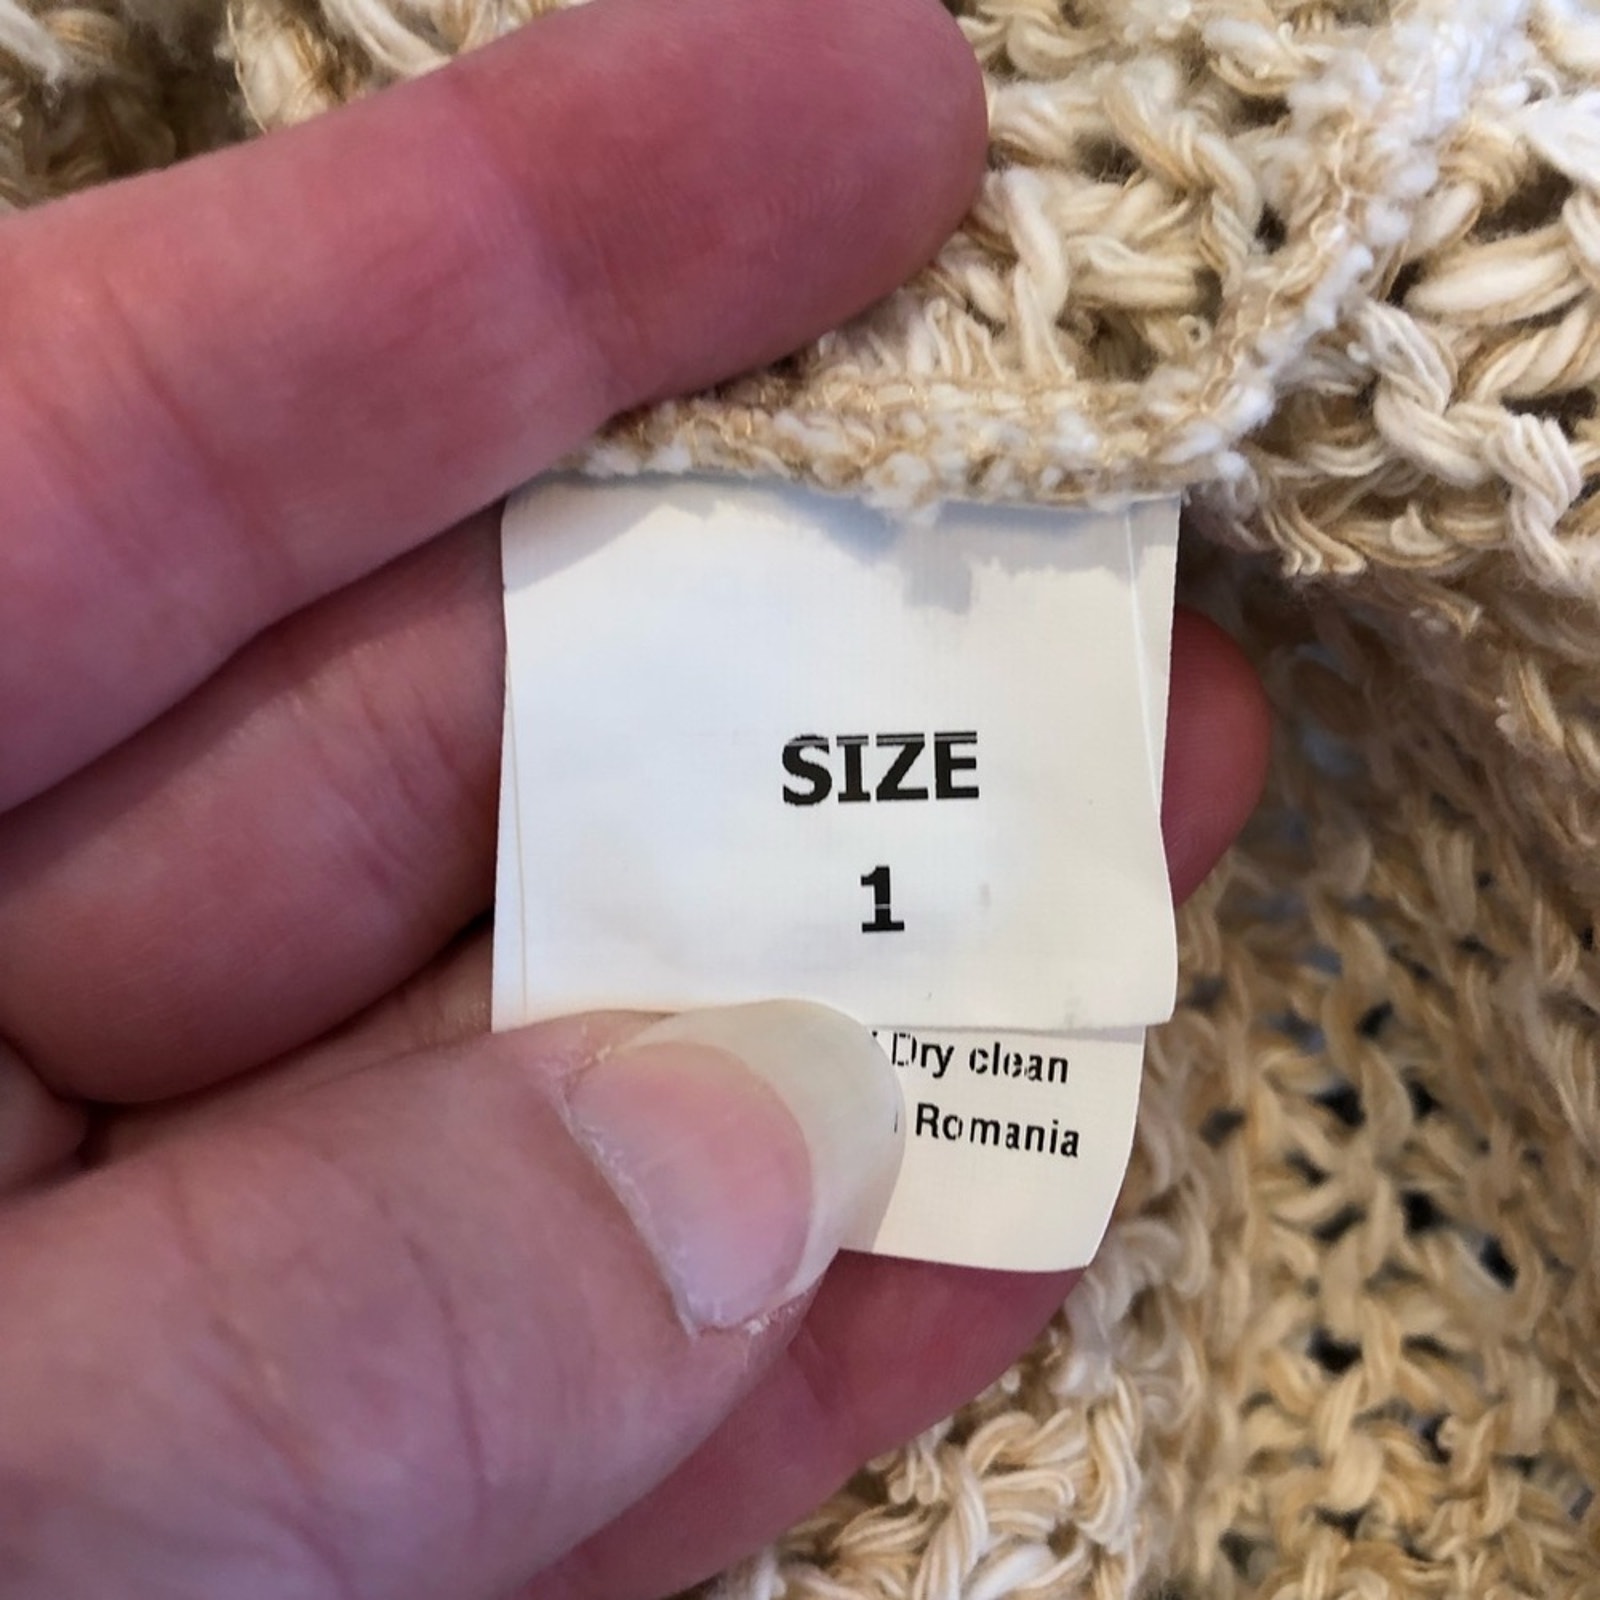 SIZE
1
Dry clean
Romania